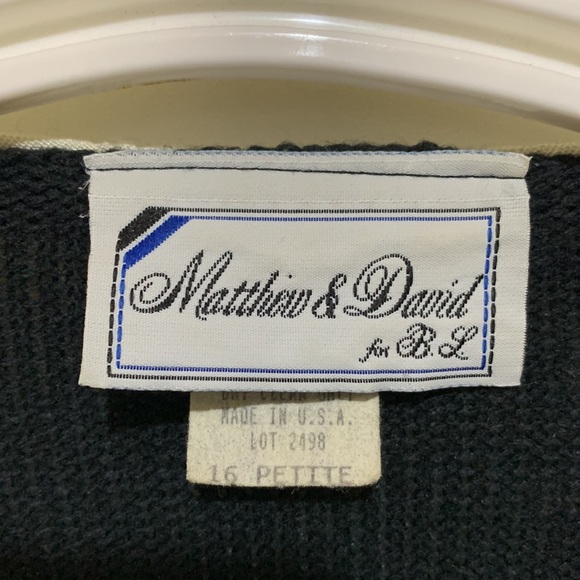 Matthew & David
for B.L.
DRY CLEAN ONLY
MADE IN U.S.A.
LOT 2498
16 PETITE